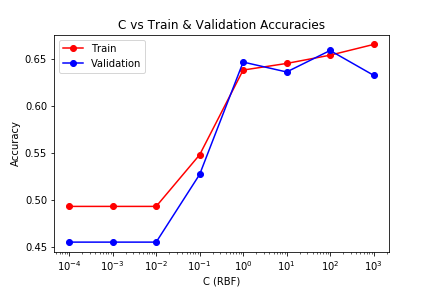 C vs Train & Validation Accuracies
Train
Validation
Accuracy
0.65
0.60
0.55
0.50
0.45
10⁻⁴ 10⁻³ 10⁻² 10⁻¹ 10⁰ 10¹ 10² 10³
C (RBF)